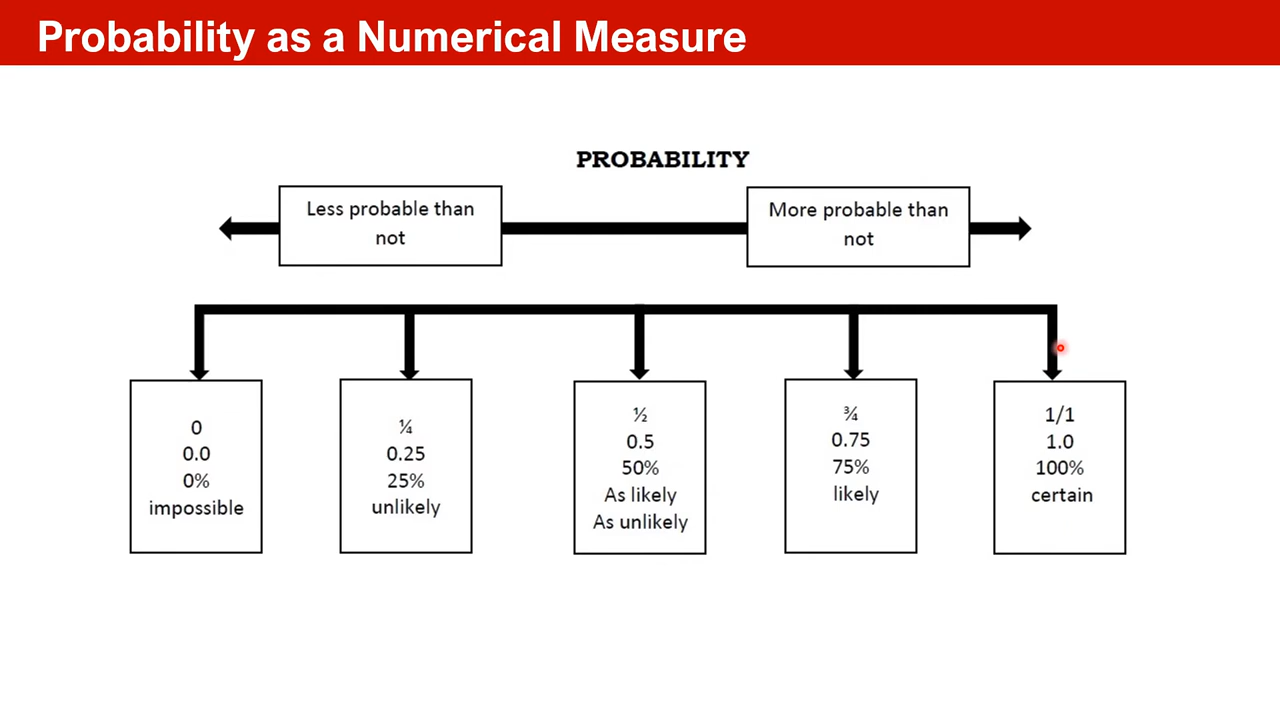 Probability as a Numerical Measure
PROBABILITY
Less probable than
not
More probable than
not
0
0.0
0%
impossible
¼
0.25
25%
unlikely
½
0.5
50%
As likely
As unlikely
¾
0.75
75%
likely
1/1
1.0
100%
certain